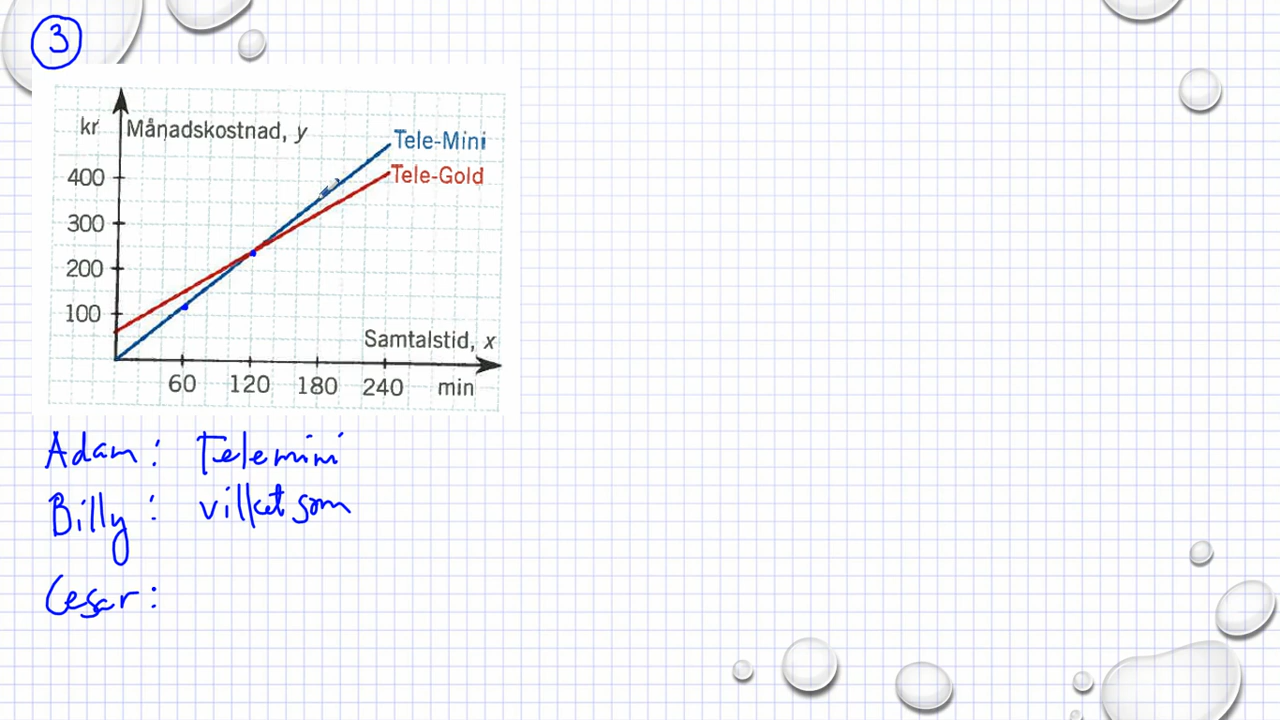 3
kr Månadskostnad, y
Tele-Mini
Tele-Gold
400
300
200
100
Samtalstid, x
60 120 180 240 min
Adam: Telemini
Billy: vilket som
Cesar: